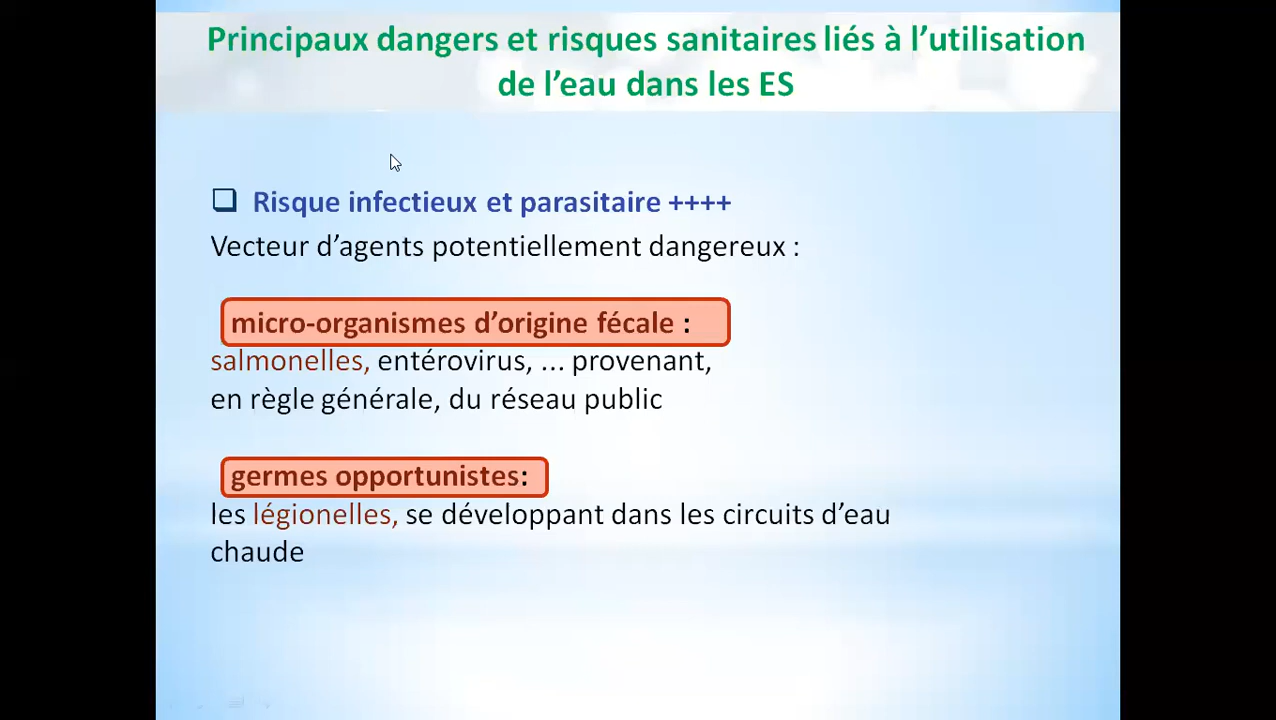 Principaux dangers et risques sanitaires liés à l’utilisation
de l’eau dans les ES
Risque infectieux et parasitaire ++++
Vecteur d’agents potentiellement dangereux :
micro-organismes d’origine fécale :
salmonelles, entérovirus, ... provenant,
en règle générale, du réseau public
germes opportunistes:
les légionelles, se développant dans les circuits d’eau
chaude